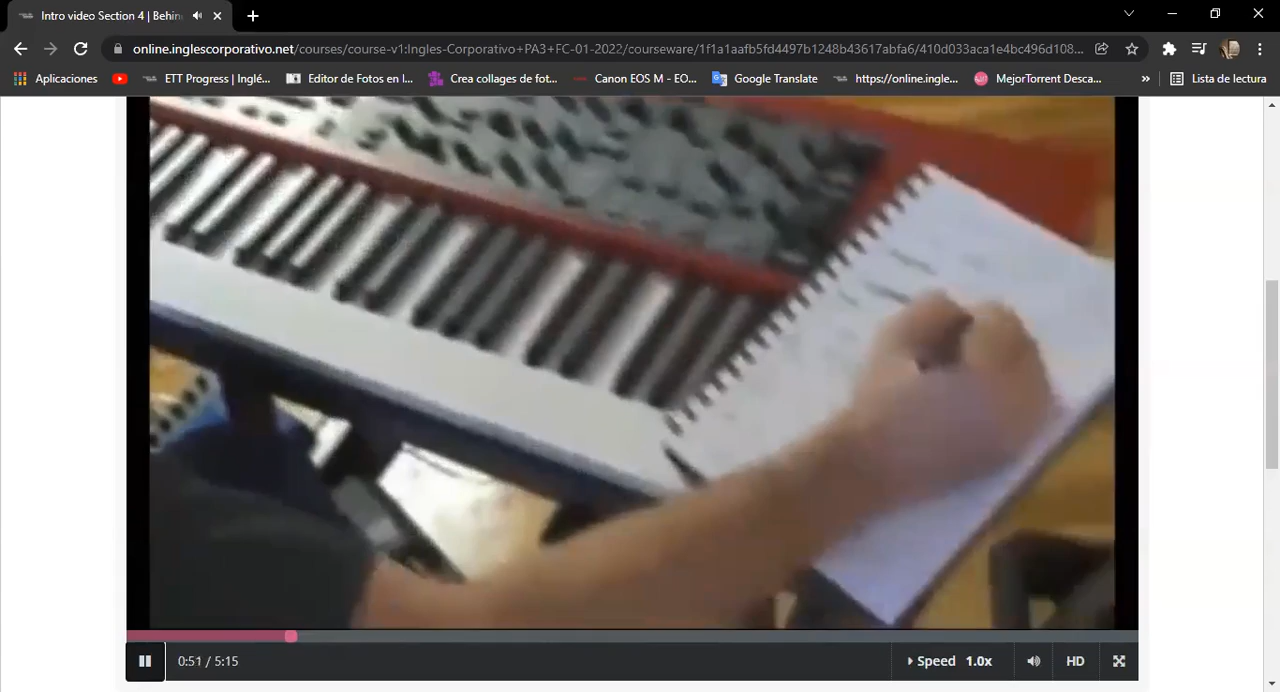 Intro video Section 4 | Behin
online.inglescorporativo.net/courses/course-v1:Ingles-Corporativo+PA3+FC-01-2022/courseware/1f1a1aafb5fd4497b1248b43617abfa6/410d033aca1e4bc496d108...
Aplicaciones
ETT Progress | Inglé...
Editor de Fotos en l...
Crea collages de fot...
Canon EOS M - EO...
Google Translate
https://online.ingle...
MejorTorrent Desca...
»
Lista de lectura
0:51 / 5:15
Speed 1.0x
HD